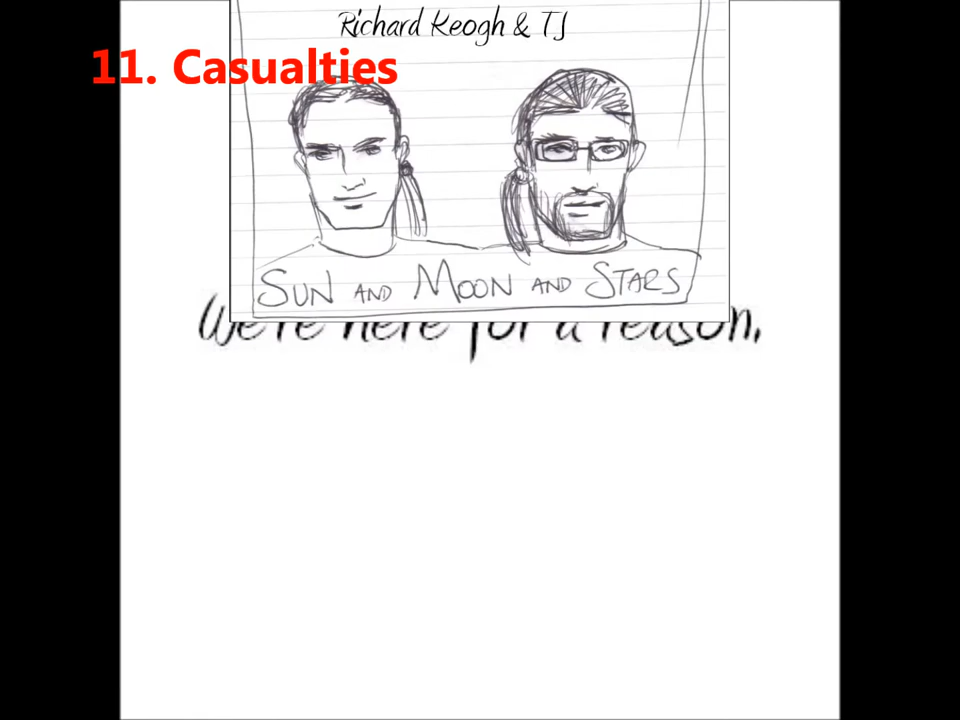 Richard Keogh & TJ
11. Casualties
SUN AND MOON AND STARS
We're here for a reason.